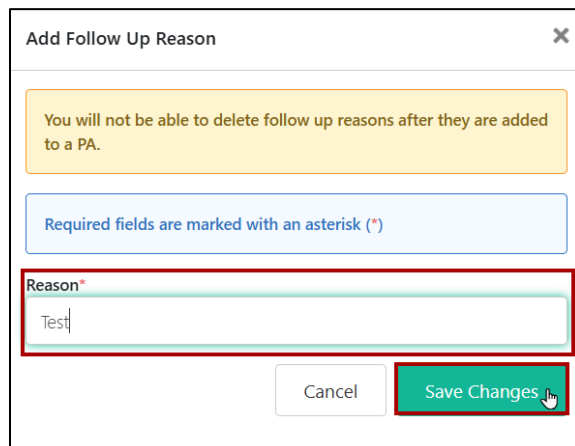 Add Follow Up Reason ×
You will not be able to delete follow up reasons after they are added
to a PA.
Required fields are marked with an asterisk (*)
Reason*
Test
Cancel Save Changes